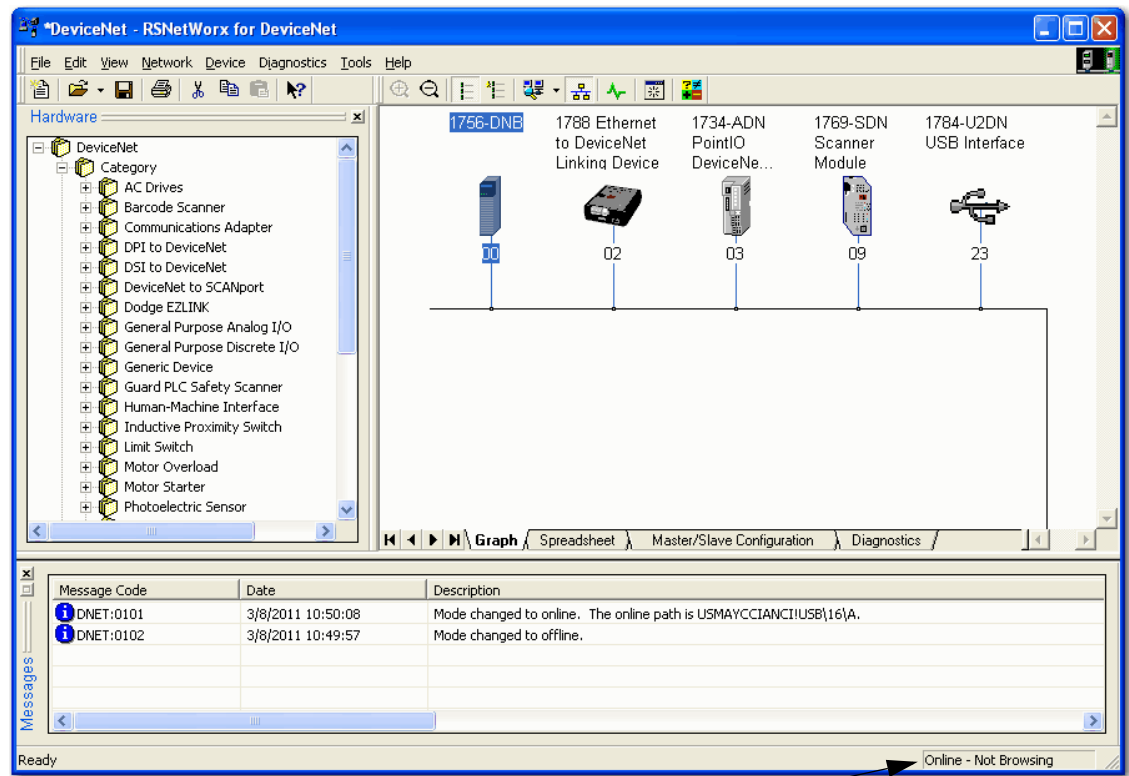 *DeviceNet - RSNetWorx for DeviceNet
File Edit View Network Device Diagnostics Tools Help
Hardware
DeviceNet
Category
AC Drives
Barcode Scanner
Communications Adapter
DPI to DeviceNet
DSI to DeviceNet
DeviceNet to SCANport
Dodge EZLINK
General Purpose Analog I/O
General Purpose Discrete I/O
Generic Device
Guard PLC Safety Scanner
Human-Machine Interface
Inductive Proximity Switch
Limit Switch
Motor Overload
Motor Starter
Photoelectric Sensor
1756-DNB
1788 Ethernet
to DeviceNet
Linking Device
1734-ADN
PointIO
DeviceNe...
1769-SDN
Scanner
Module
1784-U2DN
USB Interface
00 02 03 09 23
Graph Spreadsheet Master/Slave Configuration Diagnostics
Messages
Message Code Date Description
DNET:0101 3/8/2011 10:50:08 Mode changed to online. The online path is USMAYCCIANCI!USB\16\A.
DNET:0102 3/8/2011 10:49:57 Mode changed to offline.
Ready Online - Not Browsing